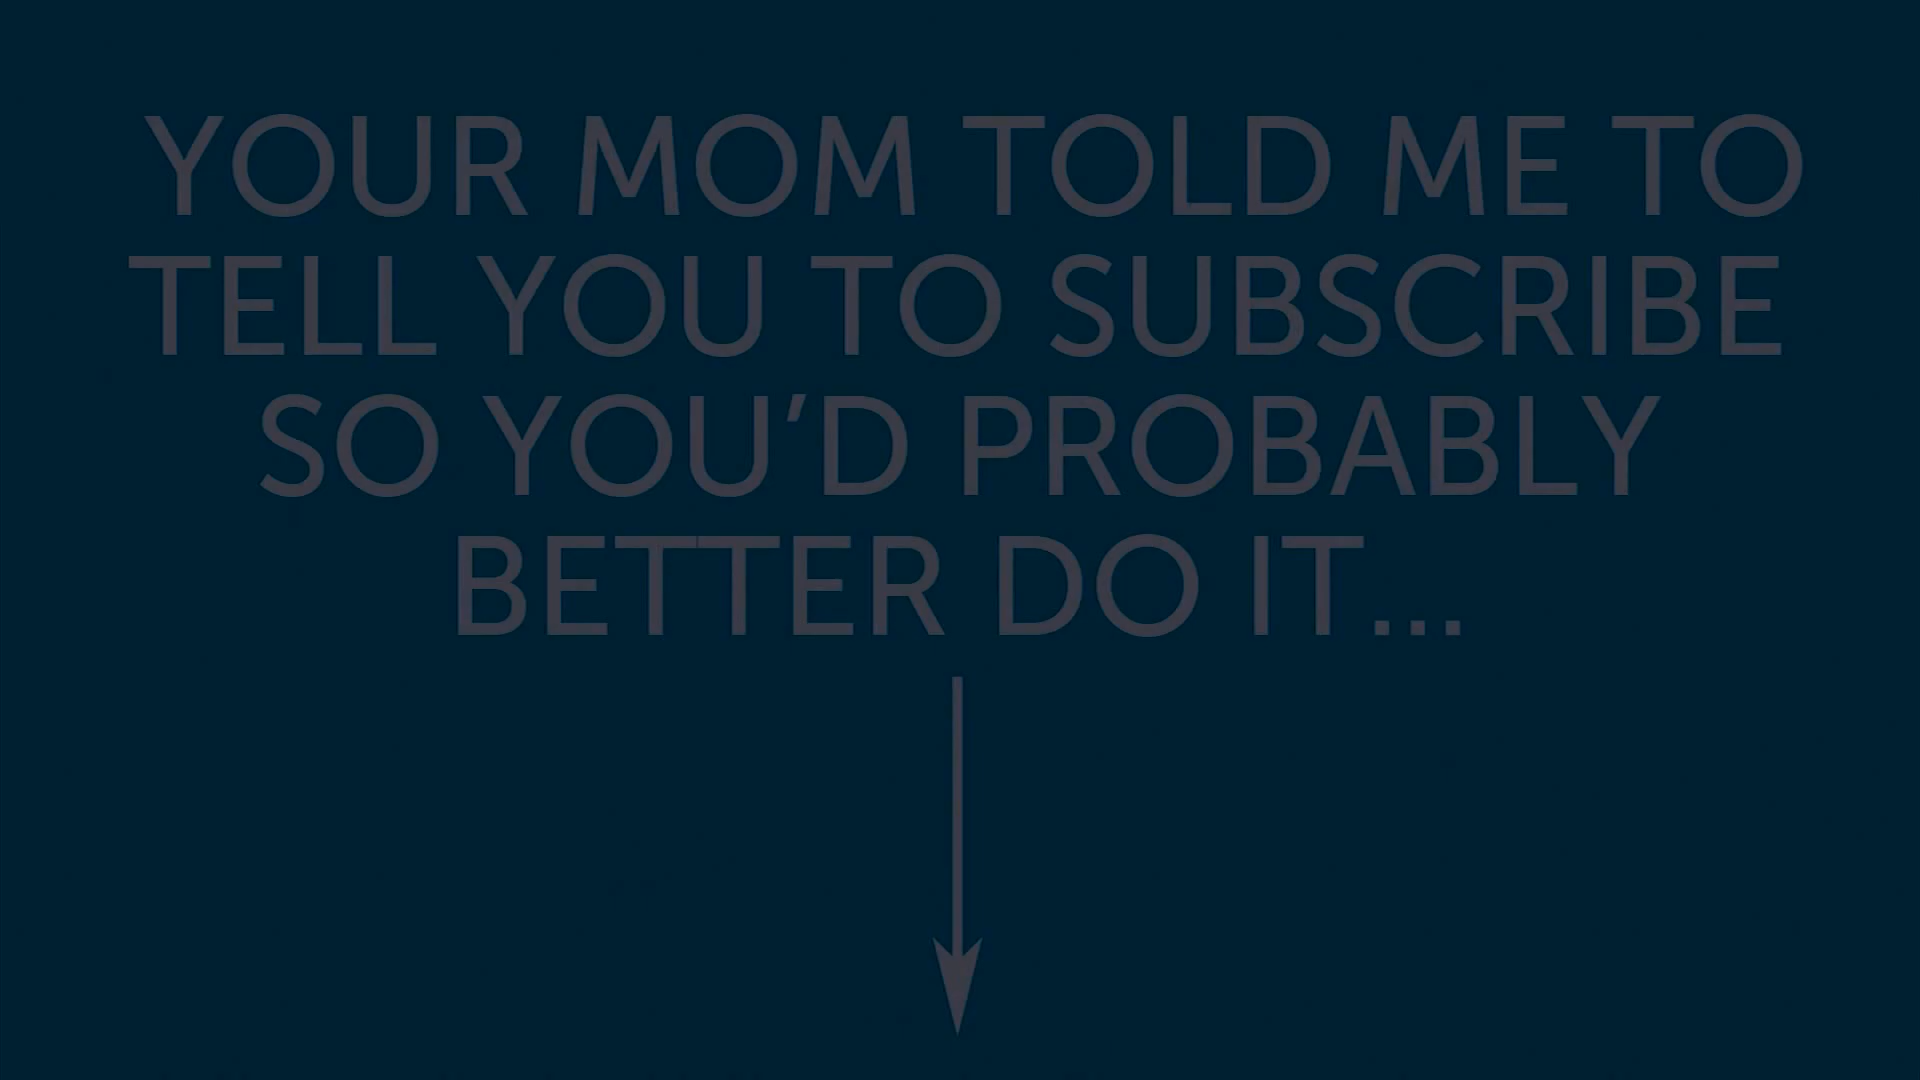 YOUR MOM TOLD ME TO
TELL YOU TO SUBSCRIBE
SO YOU’D PROBABLY
BETTER DO IT...